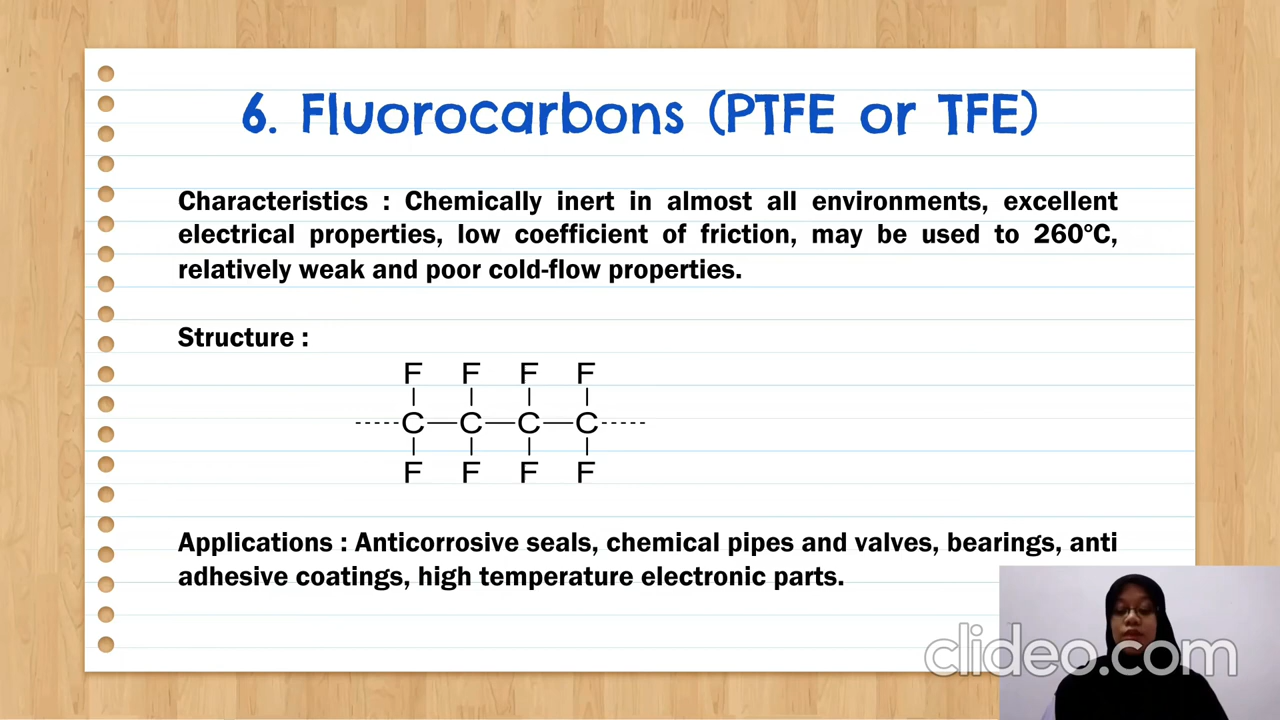 6. Fluorocarbons (PTFE or TFE)
Characteristics : Chemically inert in almost all environments, excellent
electrical properties, low coefficient of friction, may be used to 260°C,
relatively weak and poor cold-flow properties.
Structure :
F F F F
C C C C
F F F F
Applications : Anticorrosive seals, chemical pipes and valves, bearings, anti
adhesive coatings, high temperature electronic parts.
clideo.com